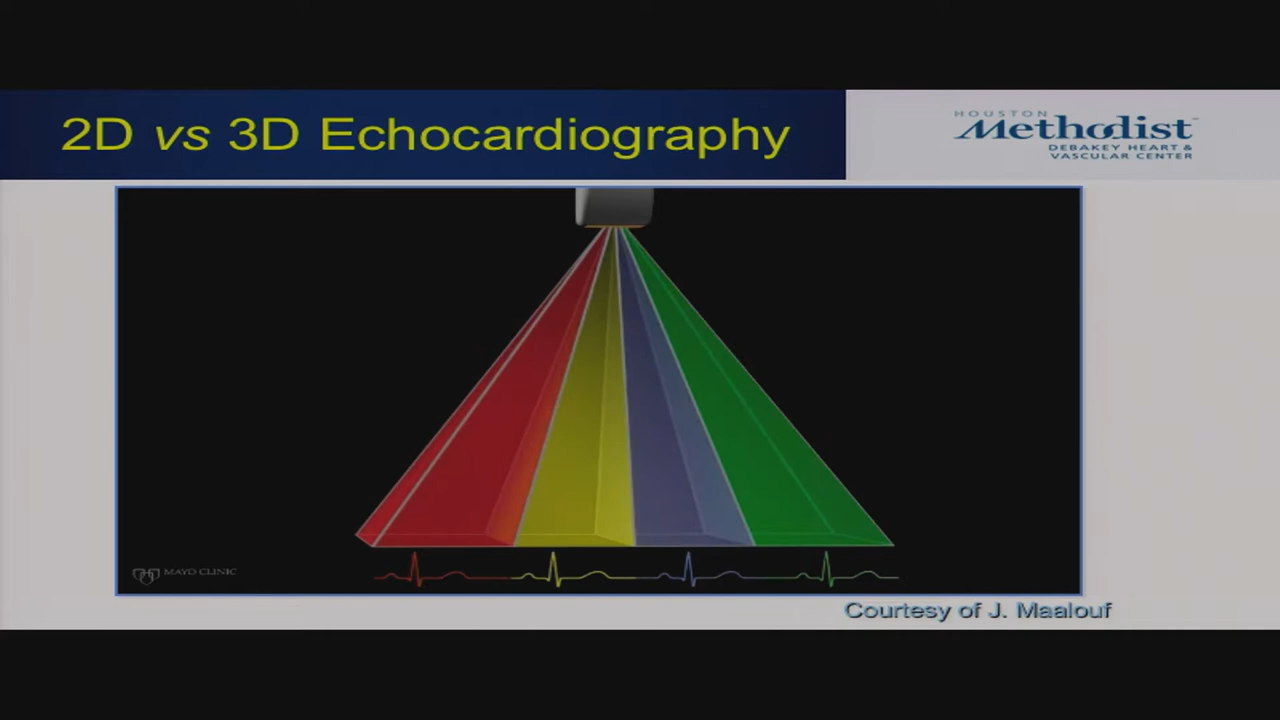 2D vs 3D Echocardiography
HOUSTON
Methodist
DEBAKEY HEART &
VASCULAR CENTER
MAYO CLINIC
Courtesy of J. Maalouf